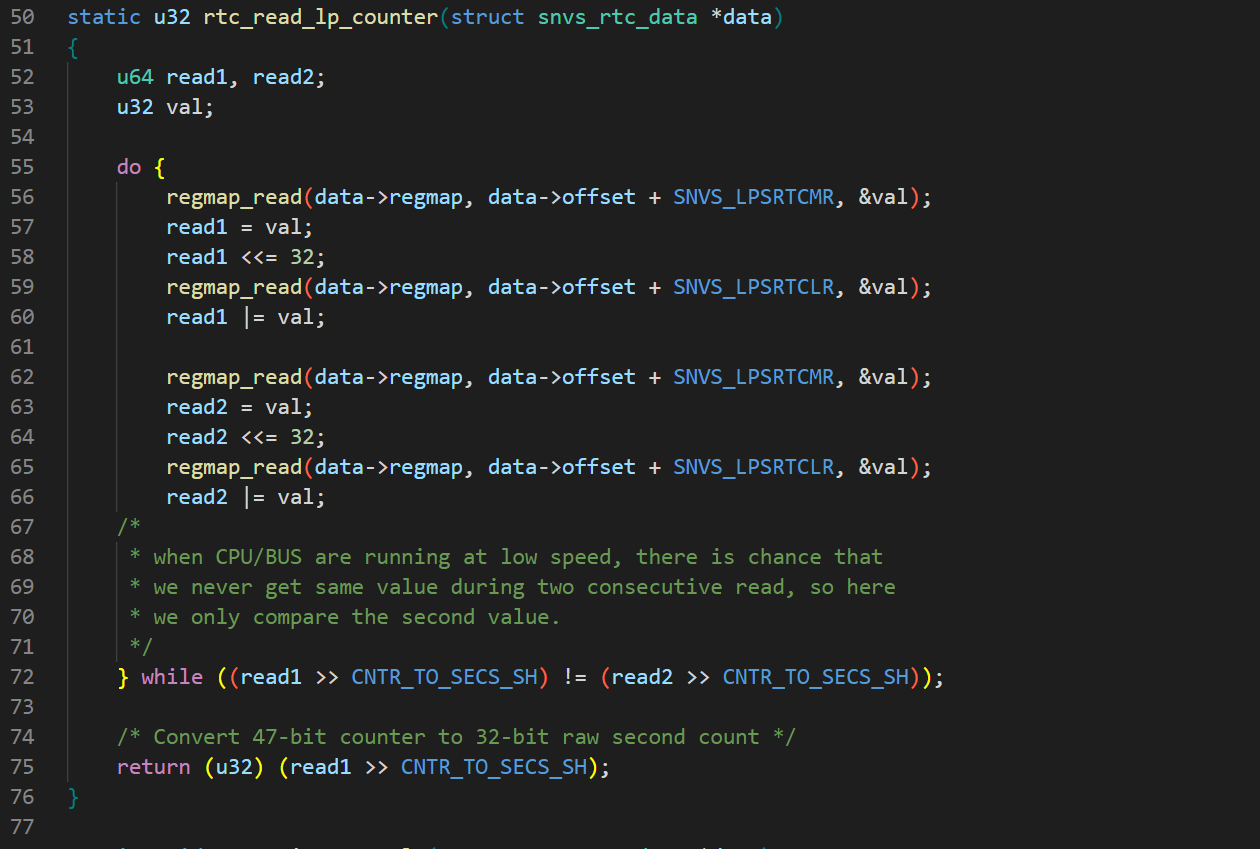 50 static u32 rtc_read_lp_counter(struct snvs_rtc_data *data)
51 {
52     u64 read1, read2;
53     u32 val;
54
55     do {
56         regmap_read(data->regmap, data->offset + SNVS_LPSRTCMR, &val);
57         read1 = val;
58         read1 <<= 32;
59         regmap_read(data->regmap, data->offset + SNVS_LPSRTCLR, &val);
60         read1 |= val;
61
62         regmap_read(data->regmap, data->offset + SNVS_LPSRTCMR, &val);
63         read2 = val;
64         read2 <<= 32;
65         regmap_read(data->regmap, data->offset + SNVS_LPSRTCLR, &val);
66         read2 |= val;
67     /*
68      * when CPU/BUS are running at low speed, there is chance that
69      * we never get same value during two consecutive read, so here
70      * we only compare the second value.
71      */
72     } while ((read1 >> CNTR_TO_SECS_SH) != (read2 >> CNTR_TO_SECS_SH));
73
74     /* Convert 47-bit counter to 32-bit raw second count */
75     return (u32) (read1 >> CNTR_TO_SECS_SH);
76 }
77